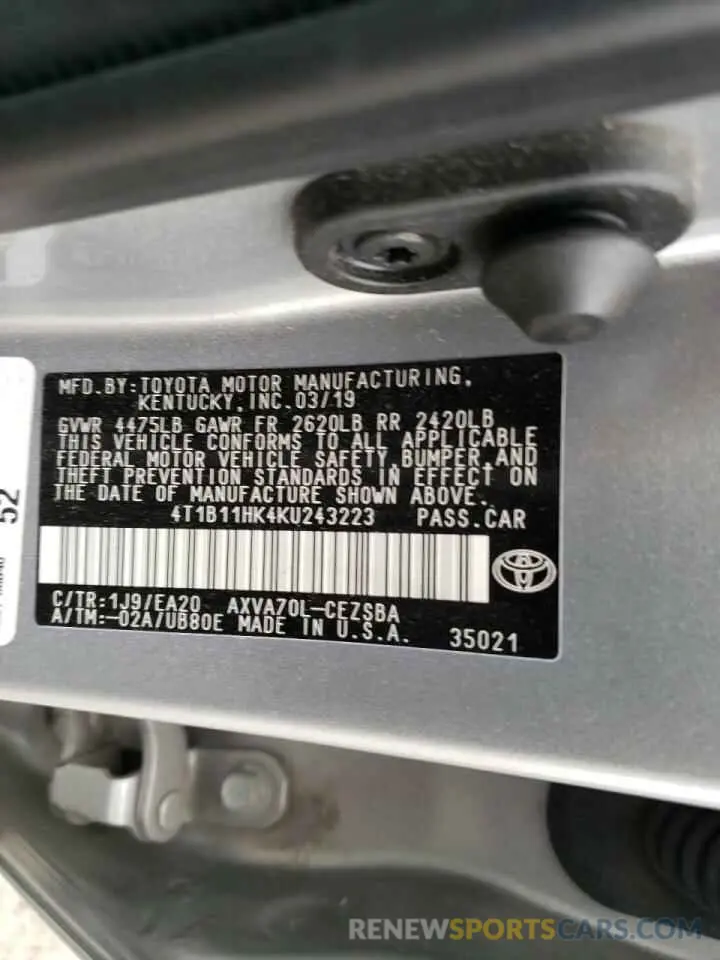 MFD.BY:TOYOTA MOTOR MANUFACTURING,
KENTUCKY,INC.03/19
GVWR 4475LB GAWR FR 2620LB RR 2420LB
THIS VEHICLE CONFORMS TO ALL APPLICABLE
FEDERAL MOTOR VEHICLE SAFETY,BUMPER,AND
THEFT PREVENTION STANDARDS IN EFFECT ON
THE DATE OF MANUFACTURE SHOWN ABOVE.
4T1B11HK4KU243223 PASS.CAR
C/TR:1J9/EA20 AXVA70L-CEZSBA
A/TM:-02A/UB80E MADE IN U.S.A. 35021
52
RENEWSPORTSCARS.COM